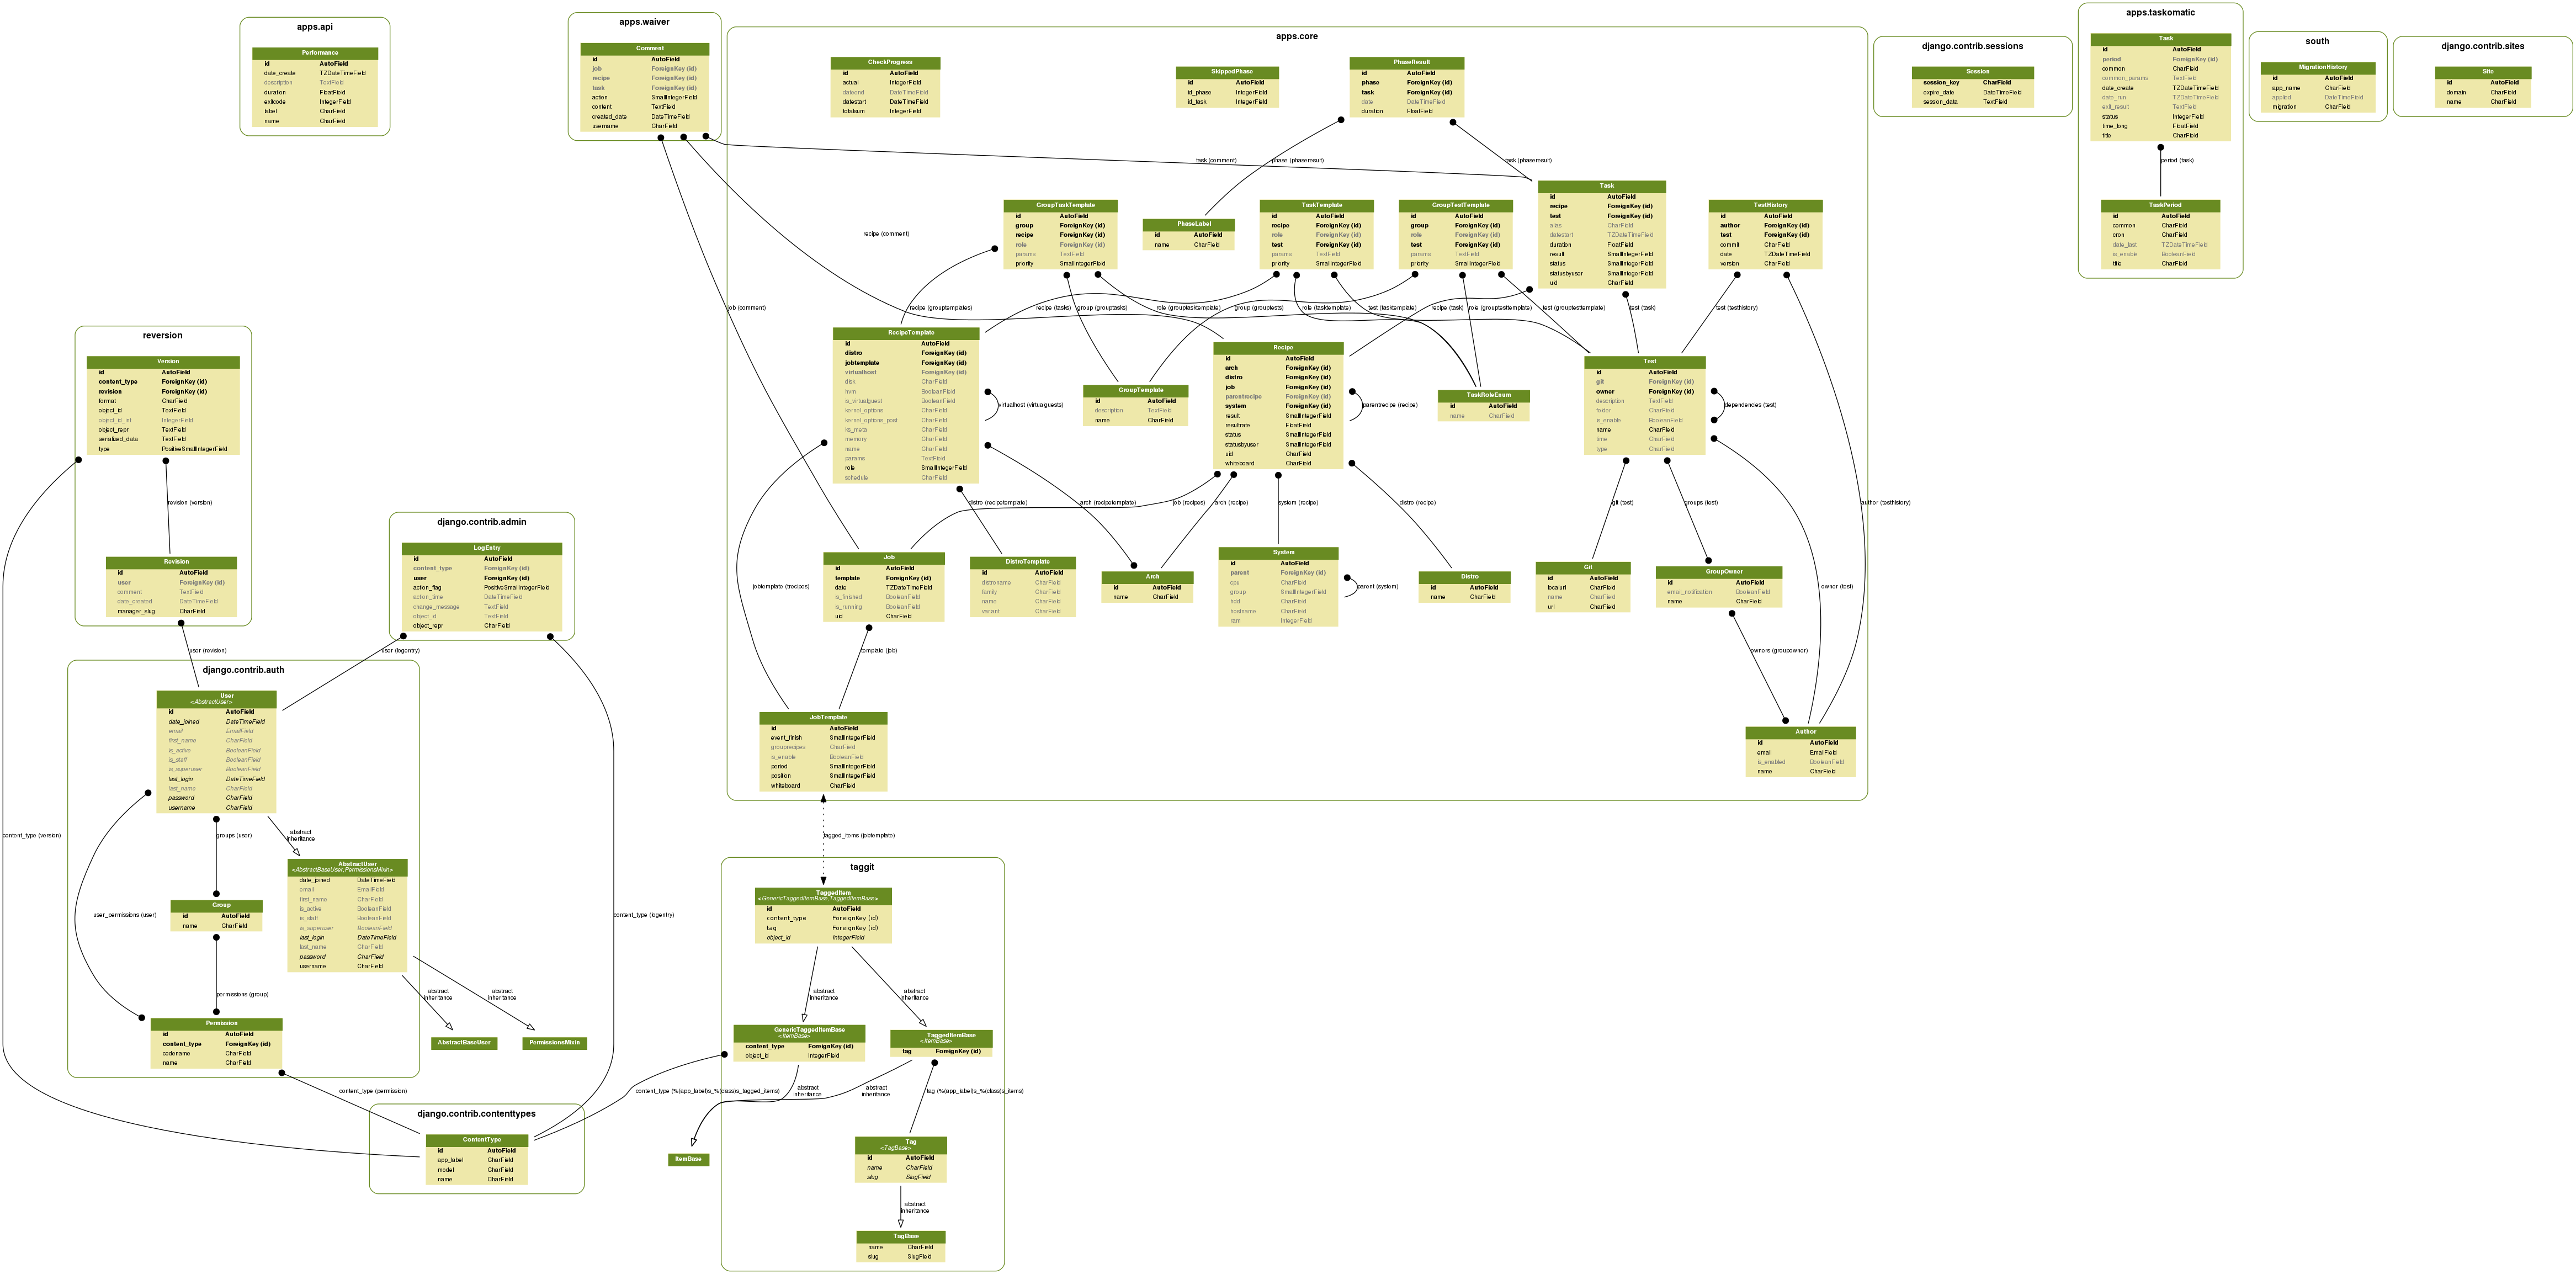 apps.api
Performance
id AutoField
date_create TZDateTimeField
description TextField
duration FloatField
exitcode IntegerField
label CharField
name CharField
apps.waiver
Comment
id AutoField
job ForeignKey (id)
recipe ForeignKey (id)
task ForeignKey (id)
action SmallIntegerField
content TextField
created_date DateTimeField
username CharField
apps.core
CheckProgress
id AutoField
actual IntegerField
dateend DateTimeField
datestart DateTimeField
totalsum IntegerField
SkippedPhase
id AutoField
id_phase IntegerField
id_task IntegerField
PhaseResult
id AutoField
phase ForeignKey (id)
task ForeignKey (id)
date DateTimeField
duration FloatField
task (comment)
phase (phaseresult)
task (phaseresult)
GroupTaskTemplate
id AutoField
group ForeignKey (id)
recipe ForeignKey (id)
role ForeignKey (id)
params TextField
priority SmallIntegerField
PhaseLabel
id AutoField
name CharField
TaskTemplate
id AutoField
recipe ForeignKey (id)
role ForeignKey (id)
test ForeignKey (id)
params TextField
priority SmallIntegerField
GroupTestTemplate
id AutoField
group ForeignKey (id)
role ForeignKey (id)
test ForeignKey (id)
params TextField
priority SmallIntegerField
Task
id AutoField
recipe ForeignKey (id)
test ForeignKey (id)
alias CharField
datestart TZDateTimeField
duration FloatField
result SmallIntegerField
status SmallIntegerField
statusbyuser SmallIntegerField
uid CharField
TestHistory
id AutoField
author ForeignKey (id)
test ForeignKey (id)
commit CharField
date TZDateTimeField
version CharField
recipe (comment)
job (comment)
recipe (grouptemplates)
recipe (tasks)
group (grouptasks)
role (grouptasktemplate)
group (grouptests)
role (tasktemplate)
test (tasktemplate)
recipe (task)
role (grouptesttemplate)
test (grouptesttemplate)
test (task)
test (testhistory)
RecipeTemplate
id AutoField
distro ForeignKey (id)
jobtemplate ForeignKey (id)
virtualhost ForeignKey (id)
disk CharField
hvm BooleanField
is_virtualguest BooleanField
kernel_options CharField
kernel_options_post CharField
ks_meta CharField
memory CharField
name CharField
params TextField
role SmallIntegerField
schedule CharField
virtualhost (virtualguests)
GroupTemplate
id AutoField
description TextField
name CharField
Recipe
id AutoField
arch ForeignKey (id)
distro ForeignKey (id)
job ForeignKey (id)
parentrecipe ForeignKey (id)
system ForeignKey (id)
result SmallIntegerField
resultrate FloatField
status SmallIntegerField
statusbyuser SmallIntegerField
uid CharField
whiteboard CharField
parentrecipe (recipe)
TaskRoleEnum
id AutoField
name CharField
Test
id AutoField
git ForeignKey (id)
owner ForeignKey (id)
description TextField
folder CharField
is_enable BooleanField
name CharField
time CharField
type CharField
dependencies (test)
distro (recipetemplate)
arch (recipetemplate)
job (recipes)
arch (recipe)
system (recipe)
distro (recipe)
git (test)
groups (test)
author (testhistory)
jobtemplate (trecipes)
Job
id AutoField
template ForeignKey (id)
date TZDateTimeField
is_finished BooleanField
is_running BooleanField
uid CharField
DistroTemplate
id AutoField
distroname CharField
family CharField
name CharField
variant CharField
Arch
id AutoField
name CharField
System
id AutoField
parent ForeignKey (id)
cpu CharField
group SmallIntegerField
hdd CharField
hostname CharField
ram IntegerField
parent (system)
Distro
id AutoField
name CharField
Git
id AutoField
localurl CharField
name CharField
url CharField
GroupOwner
id AutoField
email_notification BooleanField
name CharField
owner (test)
template (job)
owners (groupowner)
JobTemplate
id AutoField
event_finish SmallIntegerField
grouprecipes CharField
is_enable BooleanField
period SmallIntegerField
position SmallIntegerField
whiteboard CharField
Author
id AutoField
email EmailField
is_enabled BooleanField
name CharField
django.contrib.sessions
Session
session_key CharField
expire_date DateTimeField
session_data TextField
apps.taskomatic
Task
id AutoField
period ForeignKey (id)
common CharField
common_params TextField
date_create TZDateTimeField
date_run TZDateTimeField
exit_result TextField
status IntegerField
time_long FloatField
title CharField
period (task)
TaskPeriod
id AutoField
common CharField
cron CharField
date_last TZDateTimeField
is_enable BooleanField
title CharField
south
MigrationHistory
id AutoField
app_name CharField
applied DateTimeField
migration CharField
django.contrib.sites
Site
id AutoField
domain CharField
name CharField
reversion
Version
id AutoField
content_type ForeignKey (id)
revision ForeignKey (id)
format CharField
object_id TextField
object_id_int IntegerField
object_repr TextField
serialized_data TextField
type PositiveSmallIntegerField
revision (version)
Revision
id AutoField
user ForeignKey (id)
comment TextField
date_created DateTimeField
manager_slug CharField
django.contrib.admin
LogEntry
id AutoField
content_type ForeignKey (id)
user ForeignKey (id)
action_flag PositiveSmallIntegerField
action_time DateTimeField
change_message TextField
object_id TextField
object_repr CharField
user (revision)
user (logentry)
django.contrib.auth
User
<AbstractUser>
id AutoField
date_joined DateTimeField
email EmailField
first_name CharField
is_active BooleanField
is_staff BooleanField
is_superuser BooleanField
last_login DateTimeField
last_name CharField
password CharField
username CharField
content_type (version)
groups (user)
abstract
inheritance
AbstractUser
<AbstractBaseUser,PermissionsMixin>
date_joined DateTimeField
email EmailField
first_name CharField
is_active BooleanField
is_staff BooleanField
is_superuser BooleanField
last_login DateTimeField
last_name CharField
password CharField
username CharField
Group
id AutoField
name CharField
user_permissions (user)
content_type (logentry)
permissions (group)
abstract
inheritance
abstract
inheritance
Permission
id AutoField
content_type ForeignKey (id)
codename CharField
name CharField
AbstractBaseUser
PermissionsMixin
content_type (permission)
django.contrib.contenttypes
ContentType
id AutoField
app_label CharField
model CharField
name CharField
tagged_items (jobtemplate)
taggit
TaggedItem
<GenericTaggedItemBase,TaggedItemBase>
id AutoField
content_type ForeignKey (id)
tag ForeignKey (id)
object_id IntegerField
abstract
inheritance
abstract
inheritance
GenericTaggedItemBase
<ItemBase>
content_type ForeignKey (id)
object_id IntegerField
TaggedItemBase
<ItemBase>
tag ForeignKey (id)
content_type (%(app_label)s_%(class)s_tagged_items)
abstract
inheritance
abstract
inheritance
tag (%(app_label)s_%(class)s_items)
ItemBase
Tag
<TagBase>
id AutoField
name CharField
slug SlugField
abstract
inheritance
TagBase
name CharField
slug SlugField